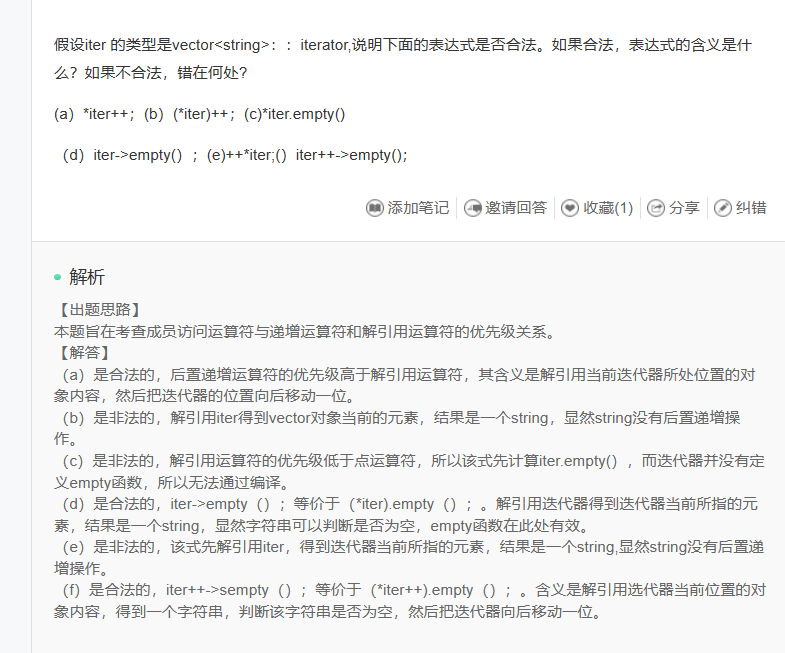 假设iter 的类型是vector<string>：：iterator,说明下面的表达式是否合法。如果合法，表达式的含义是什
么？如果不合法，错在何处?
(a）*iter++；(b）(*iter)++；(c)*iter.empty()
（d）iter->empty() ；(e)++*iter;()）iter++->empty();
添加笔记 邀请回答 收藏(1) 分享 纠错
解析
【出题思路】
本题旨在考查成员访问运算符与递增运算符和解引用运算符的优先级关系。
【解答】
（a）是合法的，后置递增运算符的优先级高于解引用运算符，其含义是解引用当前迭代器所处位置的对
象内容，然后把迭代器的位置向后移动一位。
（b）是非法的，解引用iter得到vector对象当前的元素，结果是一个string，显然string没有后置递增操
作。
（c）是非法的，解引用运算符的优先级低于点运算符，所以该式先计算iter.empty()，而迭代器并没有定
义empty函数，所以无法通过编译。
（d）是合法的，iter->empty（）；等价于（*iter).empty（）；。解引用迭代器得到迭代器当前所指的元
素，结果是一个string，显然字符串可以判断是否为空，empty函数在此处有效。
（e）是非法的，该式先解引用iter，得到迭代器当前所指的元素，结果是一个string,显然string没有后置递
增操作。
（f）是合法的，iter++->sempty（）；等价于（*iter++).empty（）；。含义是解引用选代器当前位置的对
象内容，得到一个字符串，判断该字符串是否为空，然后把迭代器向后移动一位。